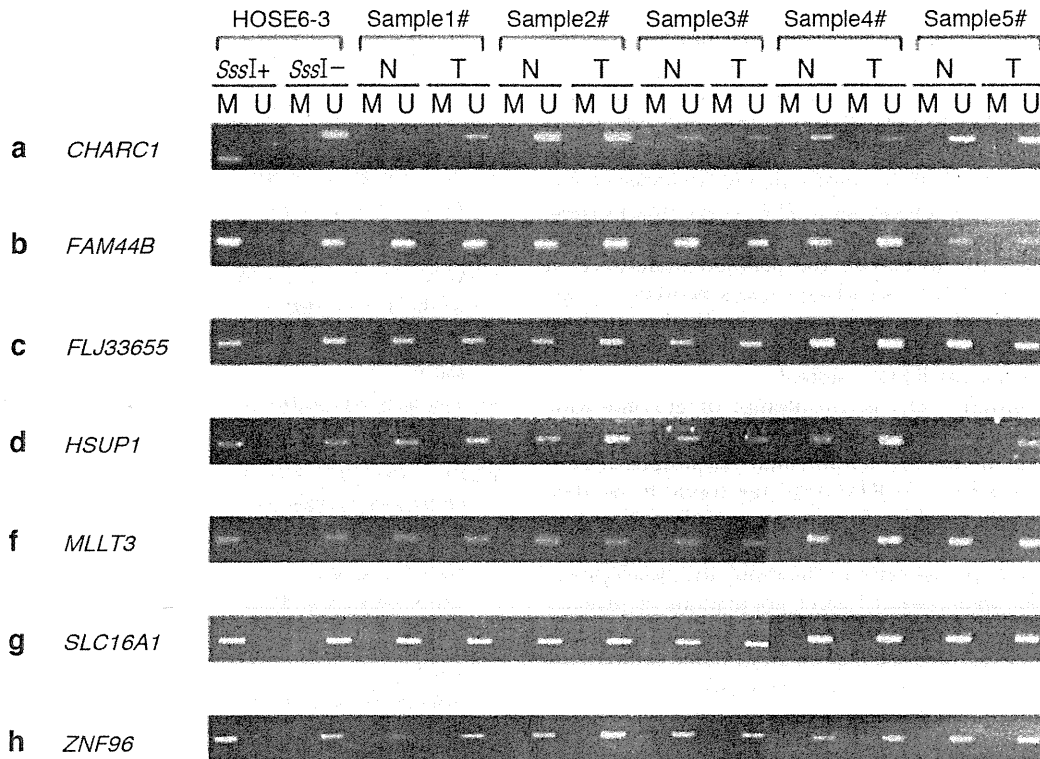 HOSE6-3 Sample1# Sample2# Sample3# Sample4# Sample5#
SssI+ SssI− N T N T N T N T N T
M U M U M U M U M U M U M U M U M U M U M U M U
a CHARC1
b FAM44B
c FLJ33655
d HSUP1
f MLLT3
g SLC16A1
h ZNF96